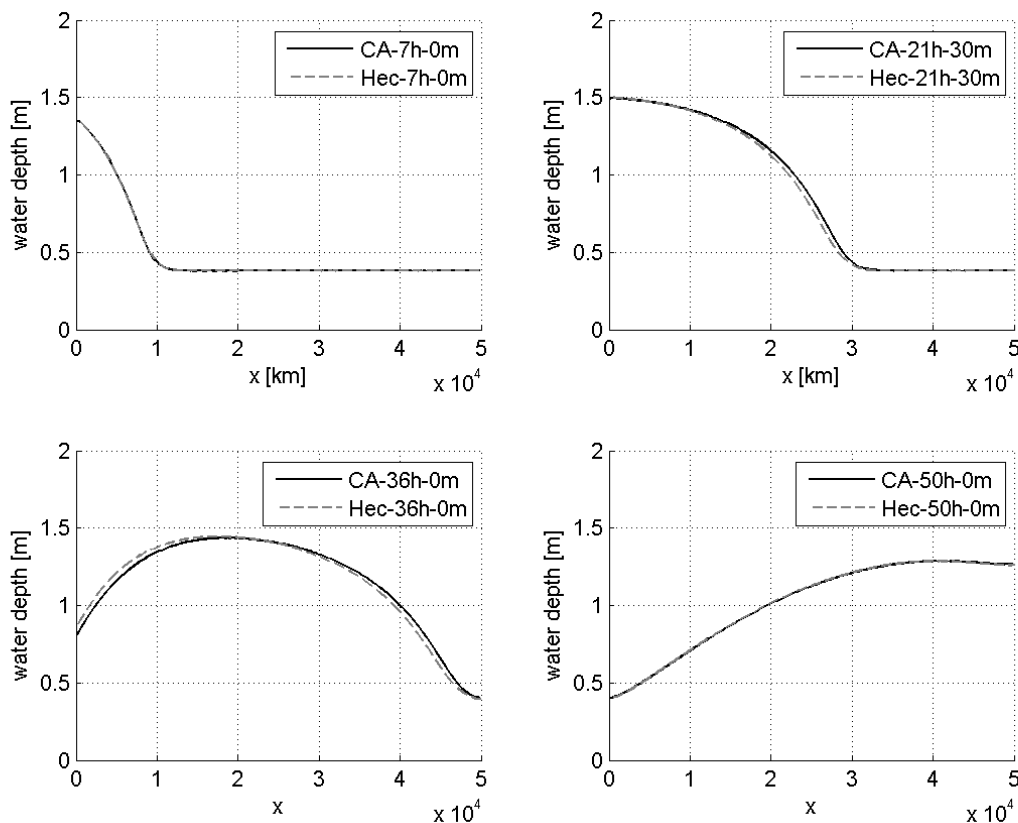 2
1.5
1
0.5
0
water depth [m]
CA-7h-0m
Hec-7h-0m
0 1 2 3 4 5
x [km]
x 10^4
2
1.5
1
0.5
0
water depth [m]
CA-21h-30m
Hec-21h-30m
0 1 2 3 4 5
x [km]
x 10^4
2
1.5
1
0.5
0
water depth [m]
CA-36h-0m
Hec-36h-0m
0 1 2 3 4 5
x
x 10^4
2
1.5
1
0.5
0
water depth [m]
CA-50h-0m
Hec-50h-0m
0 1 2 3 4 5
x
x 10^4